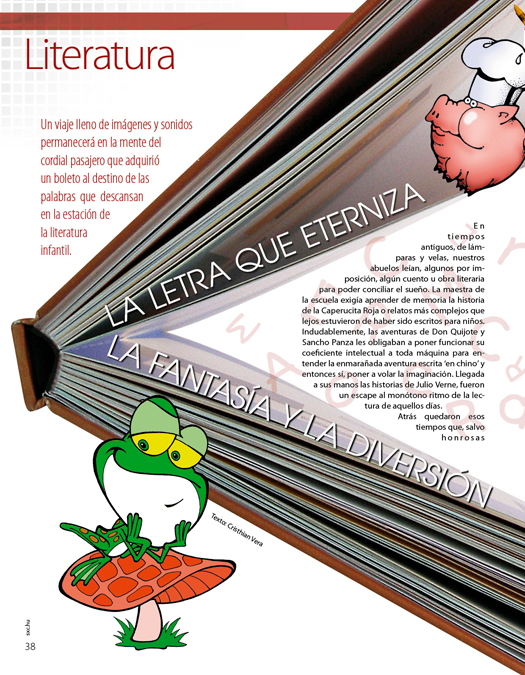 Literatura
Un viaje lleno de imágenes y sonidos
permanecerá en la mente del
cordial pasajero que adquirió
un boleto al destino de las
palabras que descansan
en la estación de
la literatura
infantil.
LA LETRA QUE ETERNIZA
LA FANTASÍA Y LA DIVERSIÓN
En
tiempos
antiguos, de lám-
paras y velas, nuestros
abuelos leían, algunos por im-
posición, algún cuento u obra literaria
para poder conciliar el sueño. La maestra de
la escuela exigía aprender de memoria la historia
de la Caperucita Roja o relatos más complejos que
lejos estuvieron de haber sido escritos para niños.
Indudablemente, las aventuras de Don Quijote y
Sancho Panza les obligaban a poner funcionar su
coeficiente intelectual a toda máquina para en-
tender la enmarañada aventura escrita 'en chino' y
entonces sí, poner a volar la imaginación. Llegada
a sus manos las historias de Julio Verne, fueron
un escape al monótono ritmo de la lec-
tura de aquellos días.
Atrás quedaron esos
tiempos que, salvo
honrosas
Texto: Cristhian Vera
sxc.hu
38